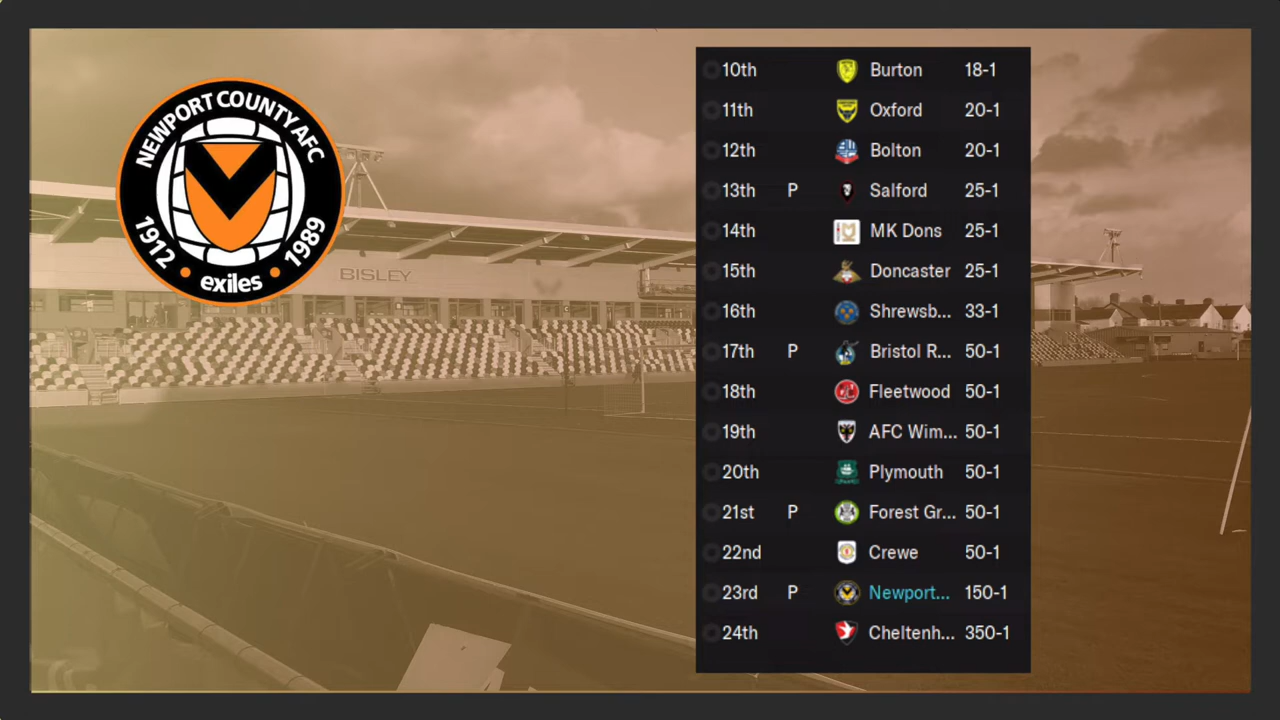 NEWPORT COUNTY AFC
1912
exiles
1989
BISLEY
10th Burton 18-1
11th Oxford 20-1
12th Bolton 20-1
13th P Salford 25-1
14th MK Dons 25-1
15th Doncaster 25-1
16th Shrewsb... 33-1
17th P Bristol R... 50-1
18th Fleetwood 50-1
19th AFC Wim... 50-1
20th Plymouth 50-1
21st P Forest Gr... 50-1
22nd Crewe 50-1
23rd P Newport... 150-1
24th Cheltenh... 350-1